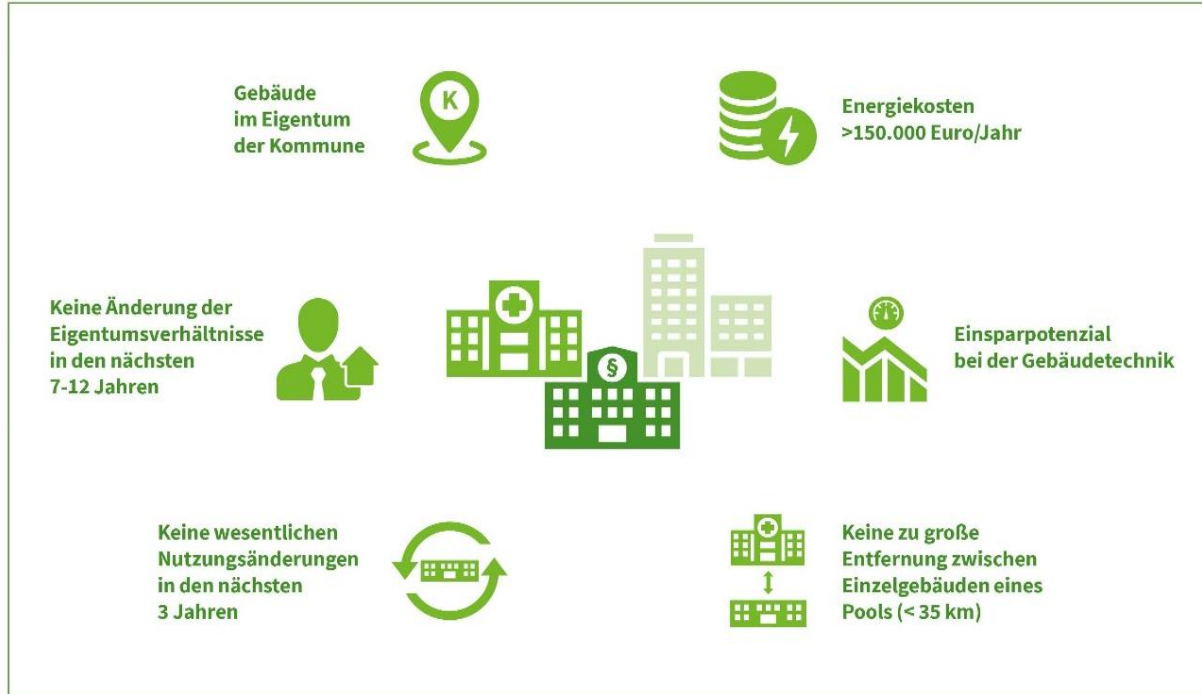 Gebäude
im Eigentum
der Kommune
K
Energiekosten
>150.000 Euro/Jahr
Keine Änderung der
Eigentumsverhältnisse
in den nächsten
7-12 Jahren
§
Einsparpotenzial
bei der Gebäudetechnik
Keine wesentlichen
Nutzungsänderungen
in den nächsten
3 Jahren
Keine zu große
Entfernung zwischen
Einzelgebäuden eines
Pools (< 35 km)